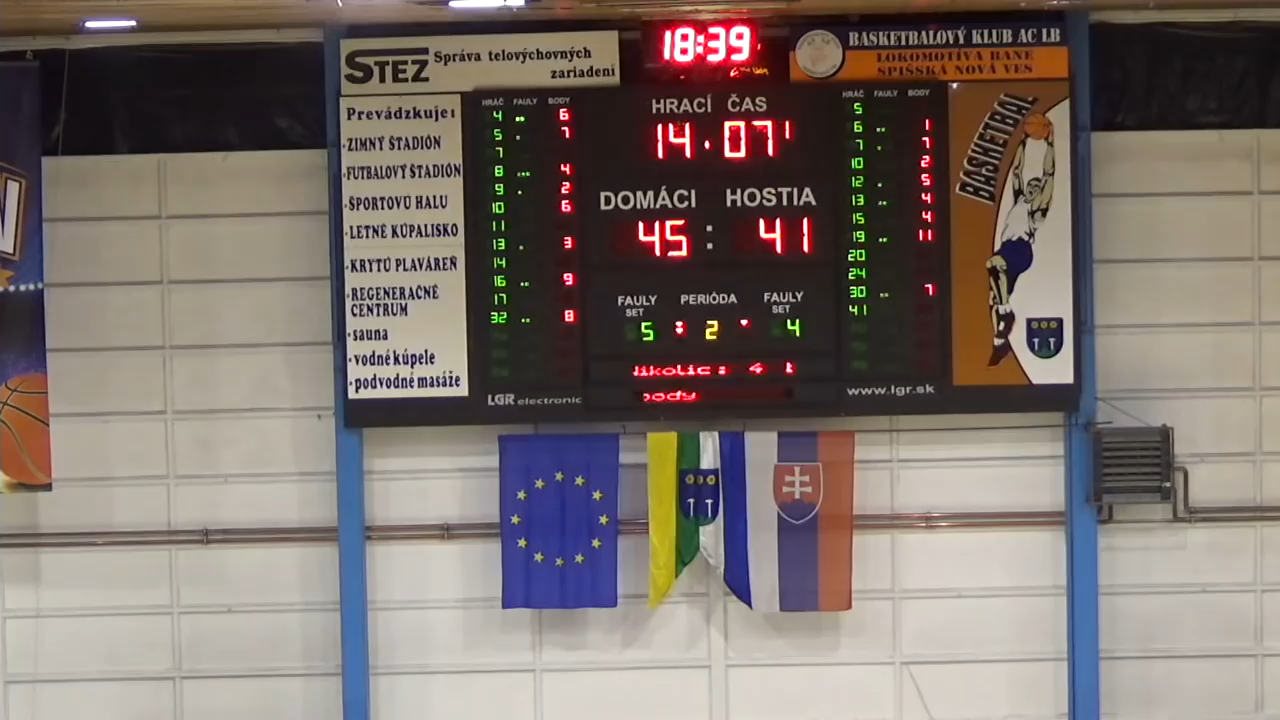 18:39
STEZ Správa telovýchovných
zariadení
BASKETBALOVÝ KLUB AC LB
LOKOMOTÍVA BANE
SPIŠSKÁ NOVÁ VES
Prevádzkuje:
·ZIMNÝ ŠTADIÓN
·FUTBALOVÝ ŠTADIÓN
·ŠPORTOVÚ HALU
·LETNÉ KÚPALISKO
·KRYTÚ PLAVÁREŇ
·REGENERAČNÉ
CENTRUM
·sauna
·vodné kúpele
·podvodné masáže
HRÁČ FAULY BODY
4 6
5 7
7
8 4
9 2
10 6
11
13 3
14
16 9
17
32 8
LGR electronic
HRACÍ ČAS
14·07
DOMÁCI HOSTIA
45 : 41
FAULY
SET
PERIÓDA
FAULY
SET
5 2 4
Nikolic: 4
body
HRÁČ FAULY BODY
5
6 1
7 7
10 2
12 5
13 4
15 4
19 11
20
24
30 7
41
www.lgr.sk
BASKETBAL